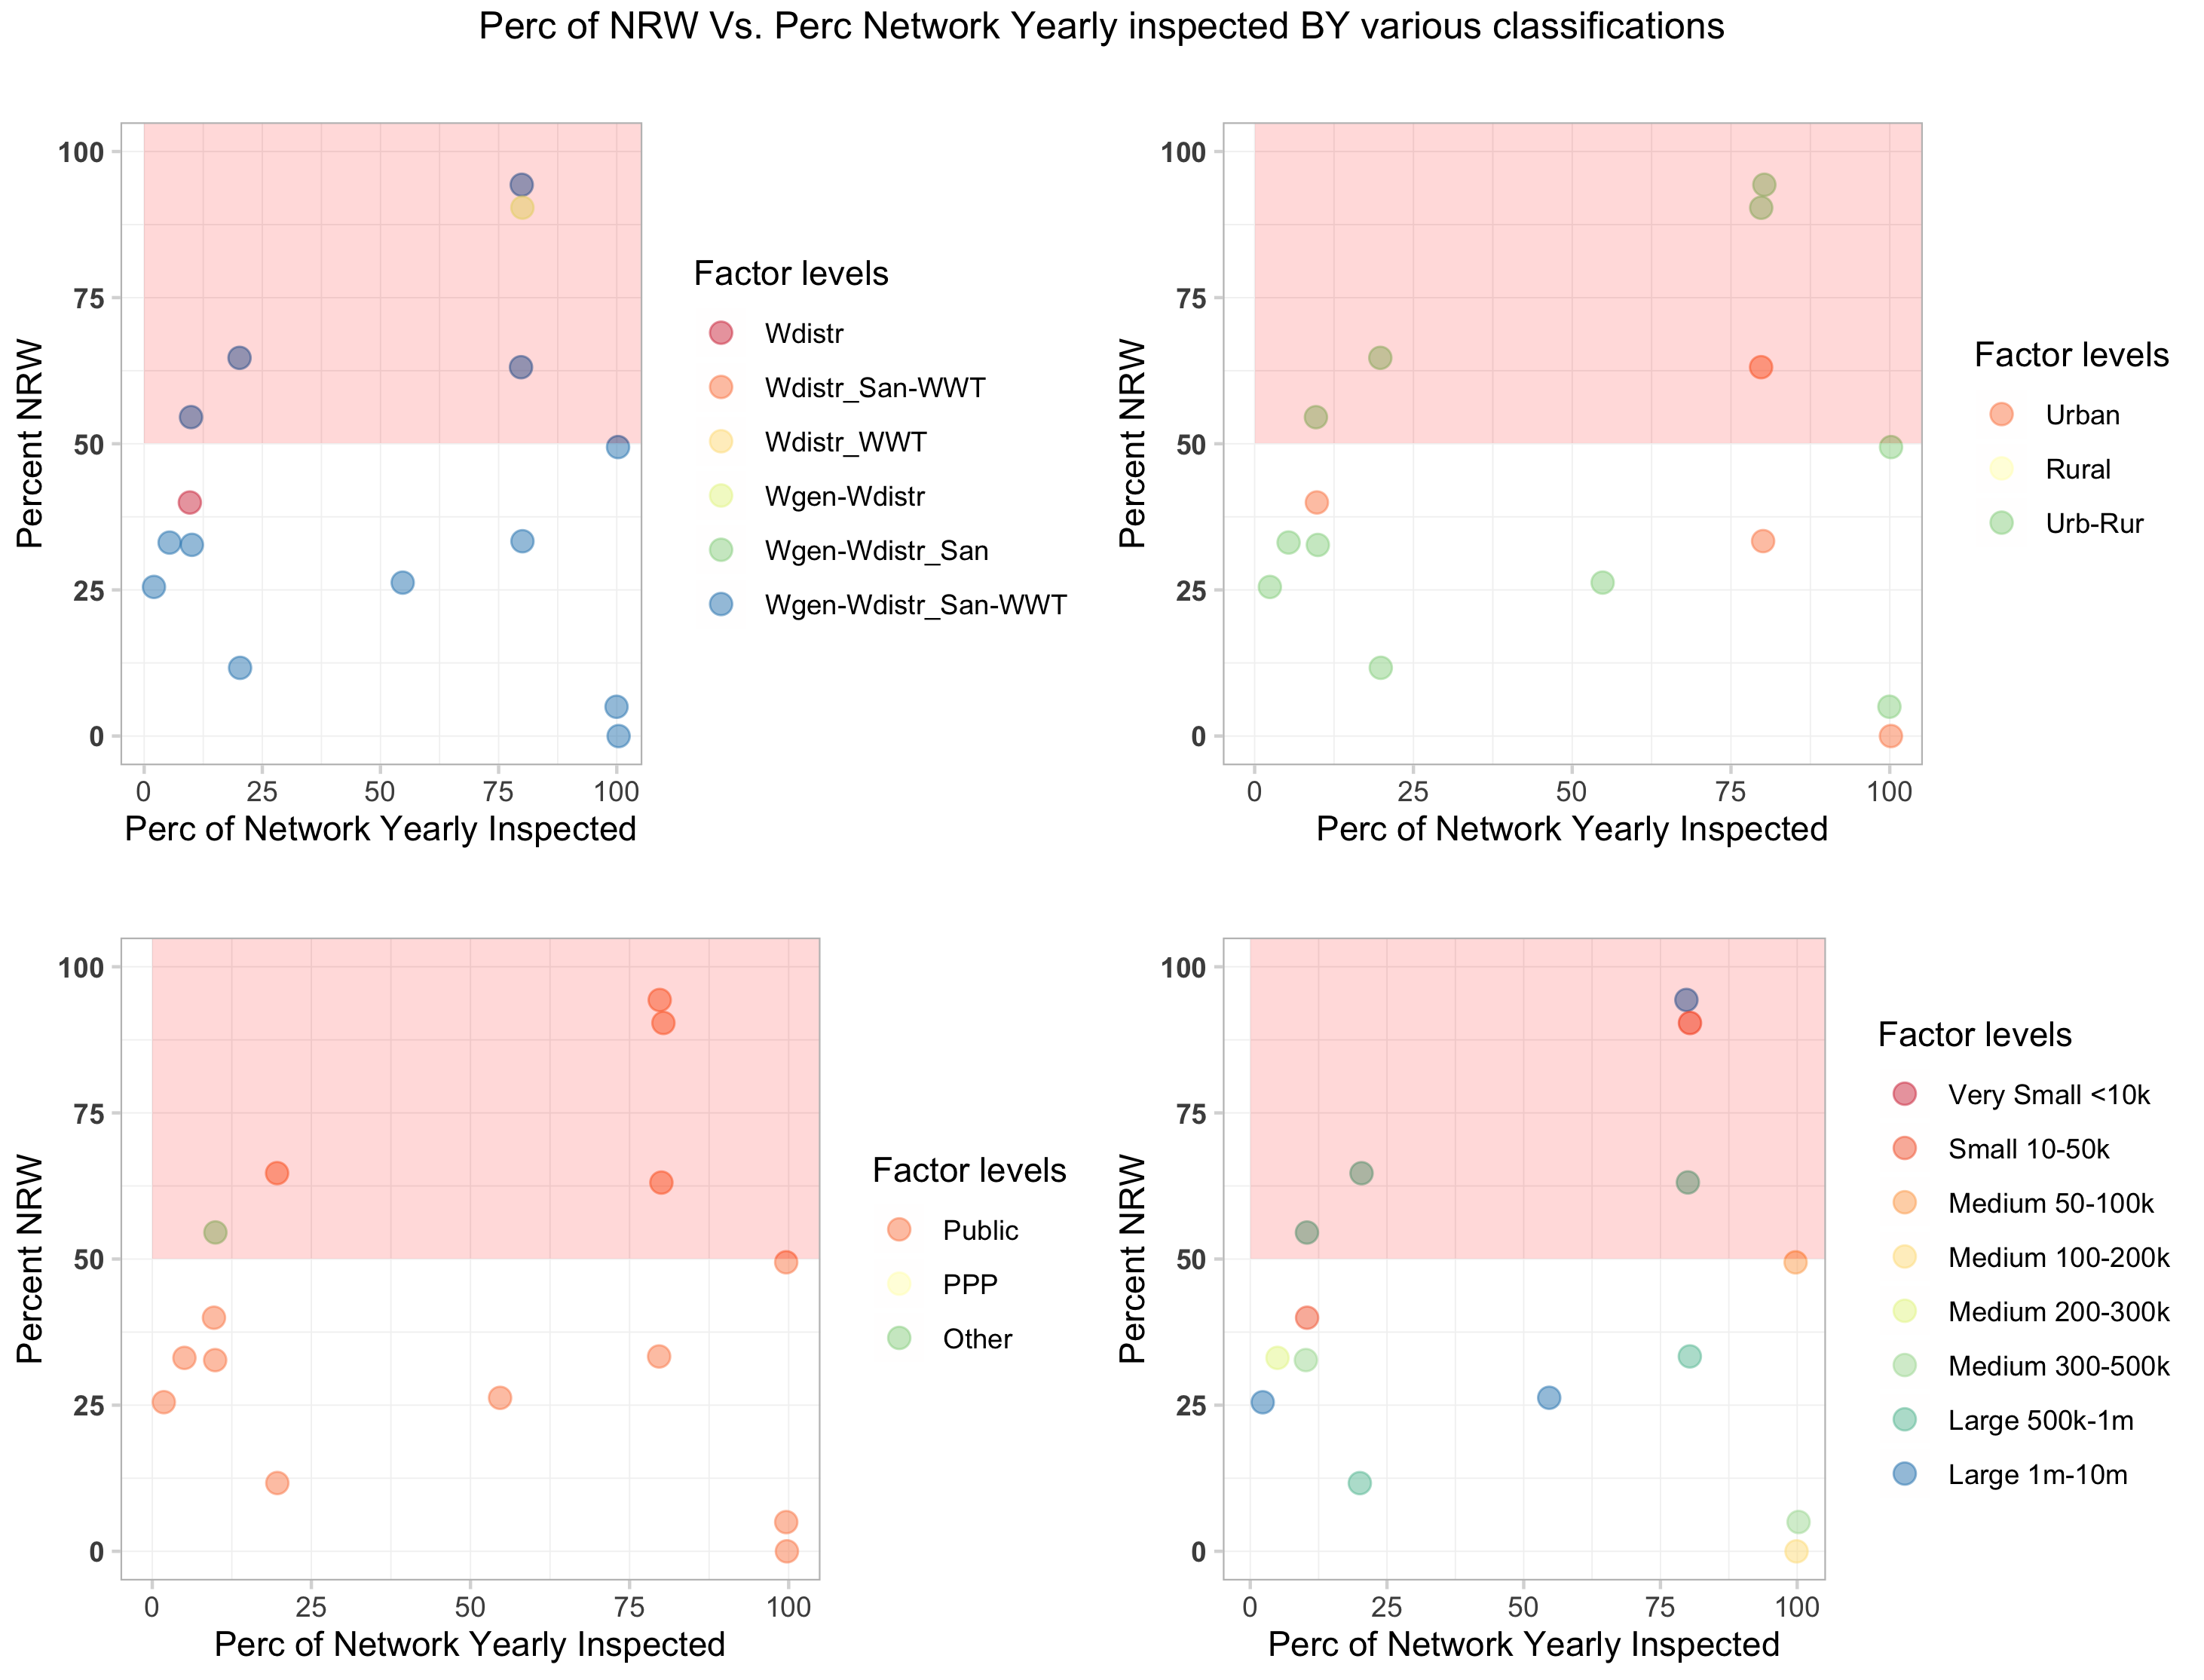 Perc of NRW Vs. Perc Network Yearly inspected BY various classifications
Percent NRW
100
75
50
25
0
0 25 50 75 100
Perc of Network Yearly Inspected
Factor levels
Wdistr
Wdistr_San-WWT
Wdistr_WWT
Wgen-Wdistr
Wgen-Wdistr_San
Wgen-Wdistr_San-WWT
Percent NRW
100
75
50
25
0
0 25 50 75 100
Perc of Network Yearly Inspected
Factor levels
Urban
Rural
Urb-Rur
Percent NRW
100
75
50
25
0
0 25 50 75 100
Perc of Network Yearly Inspected
Factor levels
Public
PPP
Other
Percent NRW
100
75
50
25
0
0 25 50 75 100
Perc of Network Yearly Inspected
Factor levels
Very Small <10k
Small 10-50k
Medium 50-100k
Medium 100-200k
Medium 200-300k
Medium 300-500k
Large 500k-1m
Large 1m-10m